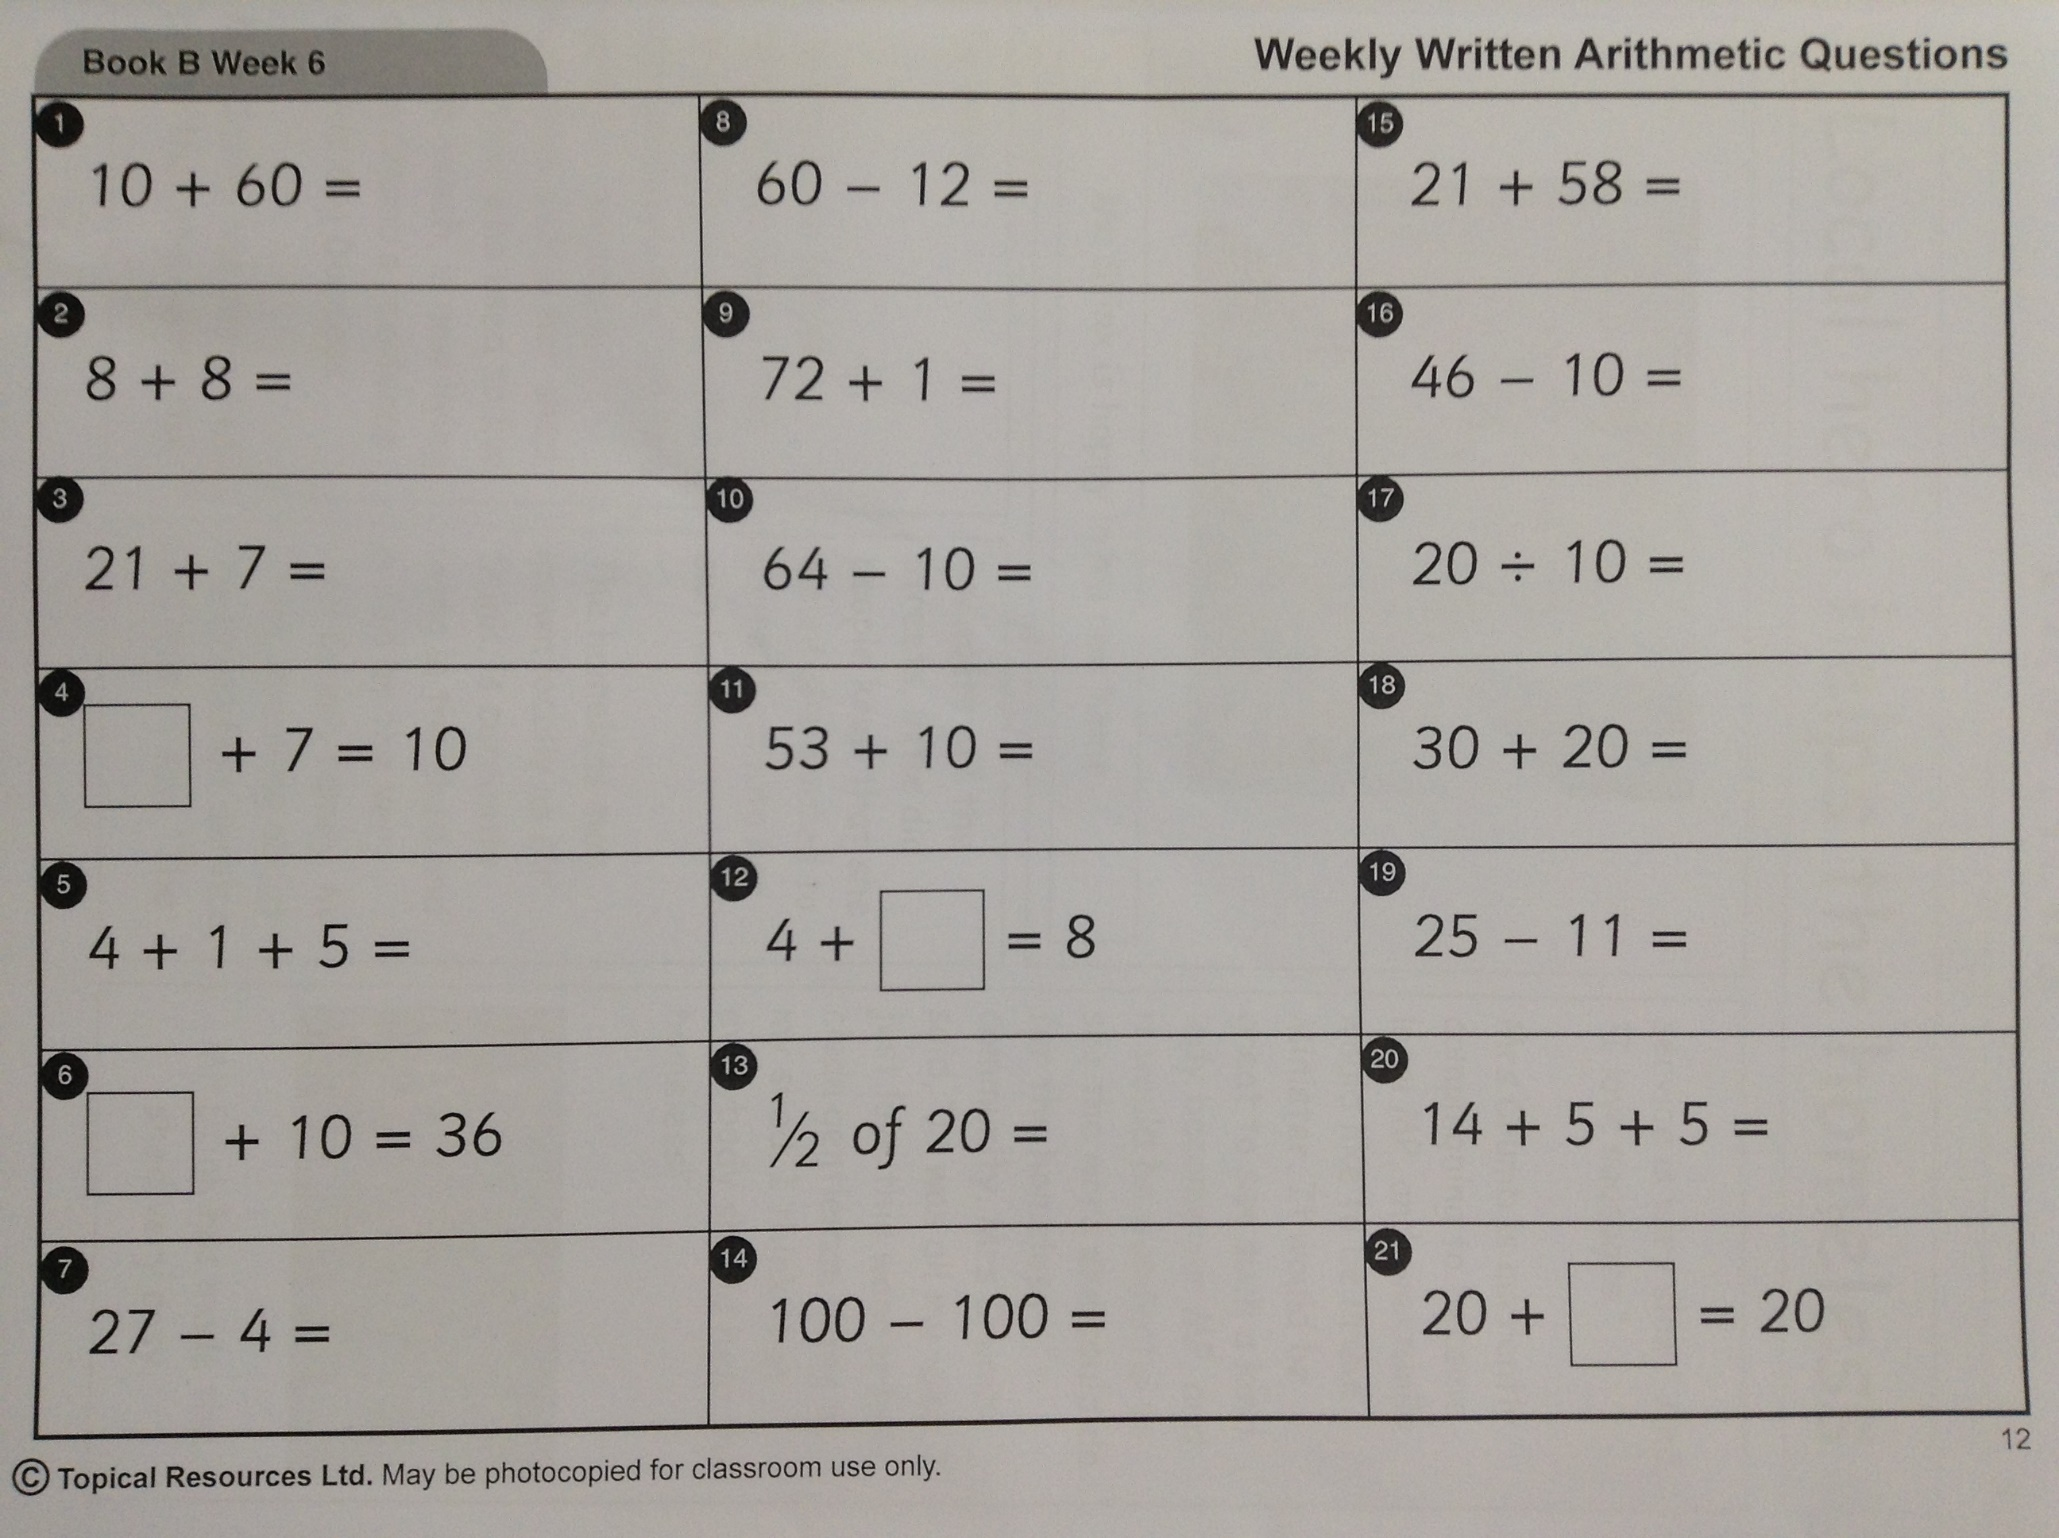 Book B Week 6
Weekly Written Arithmetic Questions
1
10 + 60 =
2
8 + 8 =
3
21 + 7 =
4
+ 7 = 10
5
4 + 1 + 5 =
6
+ 10 = 36
7
27 – 4 =
8
60 – 12 =
9
72 + 1 =
10
64 – 10 =
11
53 + 10 =
12
4 + = 8
13
½ of 20 =
14
100 – 100 =
15
21 + 58 =
16
46 – 10 =
17
20 ÷ 10 =
18
30 + 20 =
19
25 – 11 =
20
14 + 5 + 5 =
21
20 + = 20
12
© Topical Resources Ltd. May be photocopied for classroom use only.